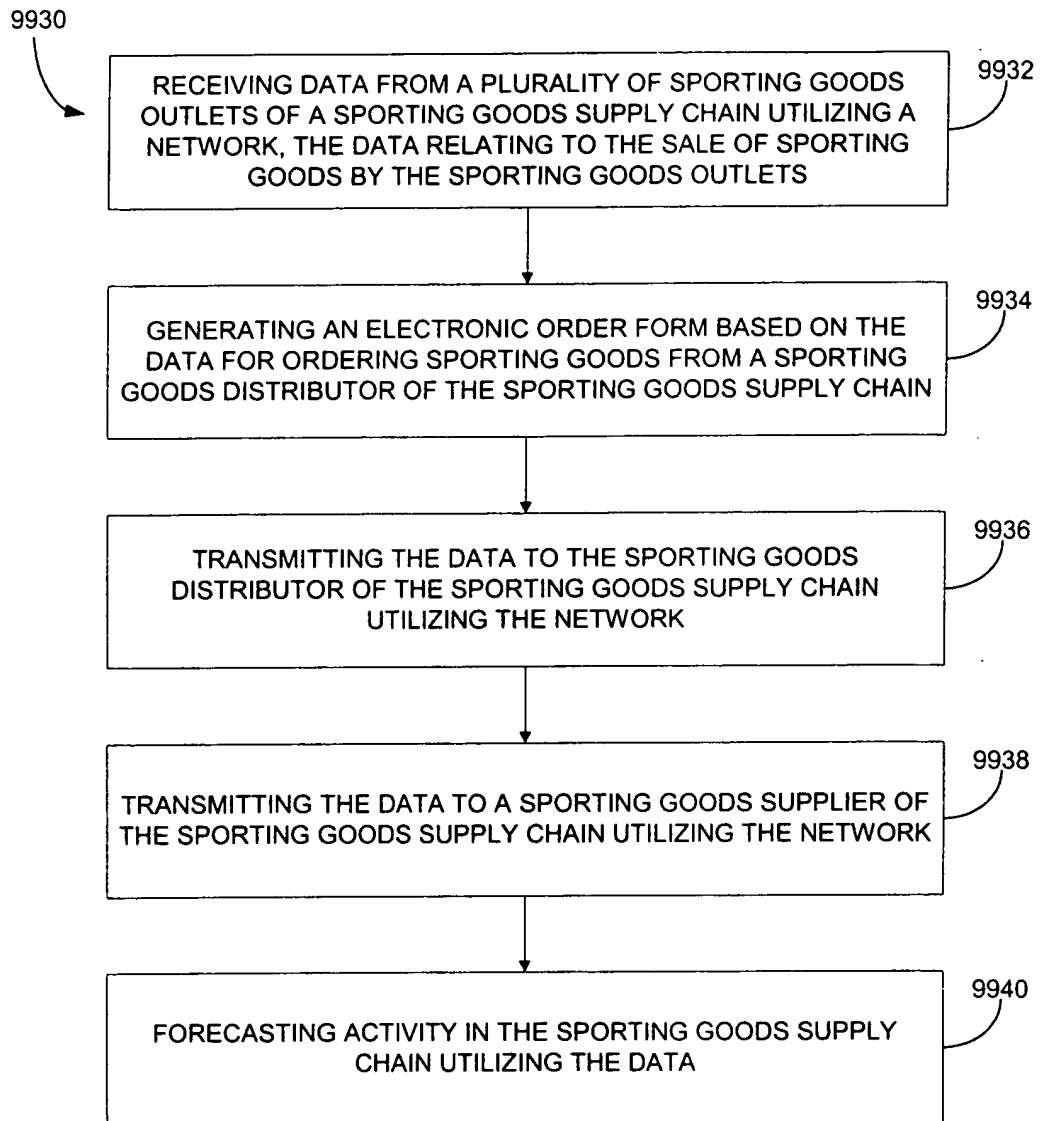 9930
RECEIVING DATA FROM A PLURALITY OF SPORTING GOODS
OUTLETS OF A SPORTING GOODS SUPPLY CHAIN UTILIZING A
NETWORK, THE DATA RELATING TO THE SALE OF SPORTING
GOODS BY THE SPORTING GOODS OUTLETS
9932
GENERATING AN ELECTRONIC ORDER FORM BASED ON THE
DATA FOR ORDERING SPORTING GOODS FROM A SPORTING
GOODS DISTRIBUTOR OF THE SPORTING GOODS SUPPLY CHAIN
9934
TRANSMITTING THE DATA TO THE SPORTING GOODS
DISTRIBUTOR OF THE SPORTING GOODS SUPPLY CHAIN
UTILIZING THE NETWORK
9936
TRANSMITTING THE DATA TO A SPORTING GOODS SUPPLIER OF
THE SPORTING GOODS SUPPLY CHAIN UTILIZING THE NETWORK
9938
FORECASTING ACTIVITY IN THE SPORTING GOODS SUPPLY
CHAIN UTILIZING THE DATA
9940